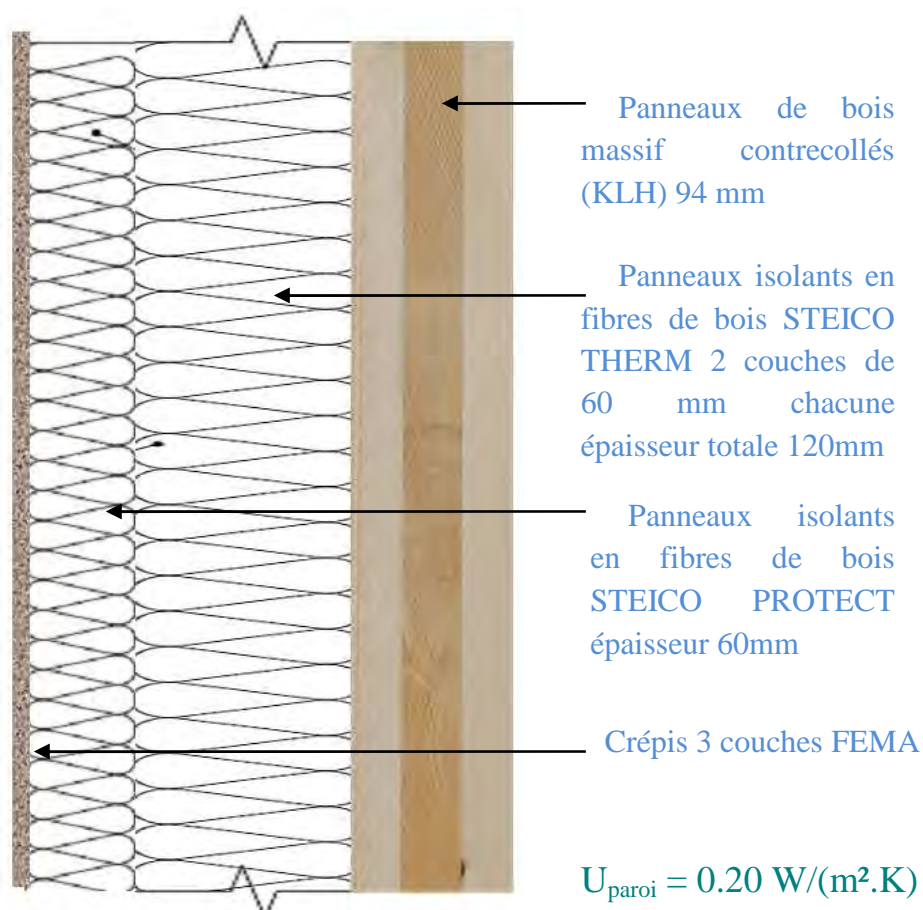 Panneaux de bois
massif contrecollés
(KLH) 94 mm
Panneaux isolants en
fibres de bois STEICO
THERM 2 couches de
60 mm chacune
épaisseur totale 120mm
Panneaux isolants
en fibres de bois
STEICO PROTECT
épaisseur 60mm
Crépis 3 couches FEMA
Uparoi = 0.20 W/(m².K)